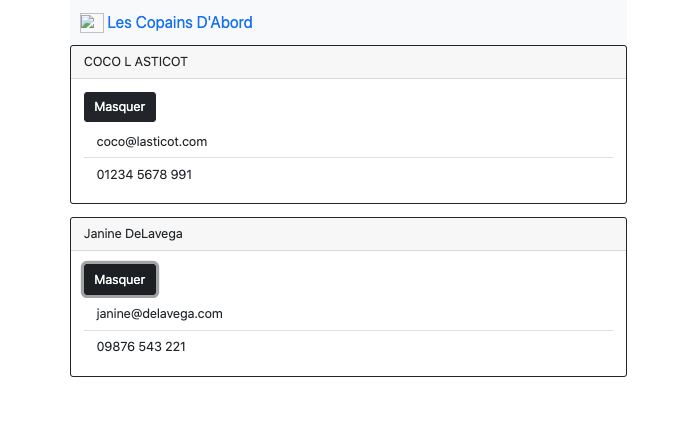 Les Copains D'Abord
COCO L ASTICOT
Masquer
coco@lasticot.com
01234 5678 991
Janine DeLavega
Masquer
janine@delavega.com
09876 543 221